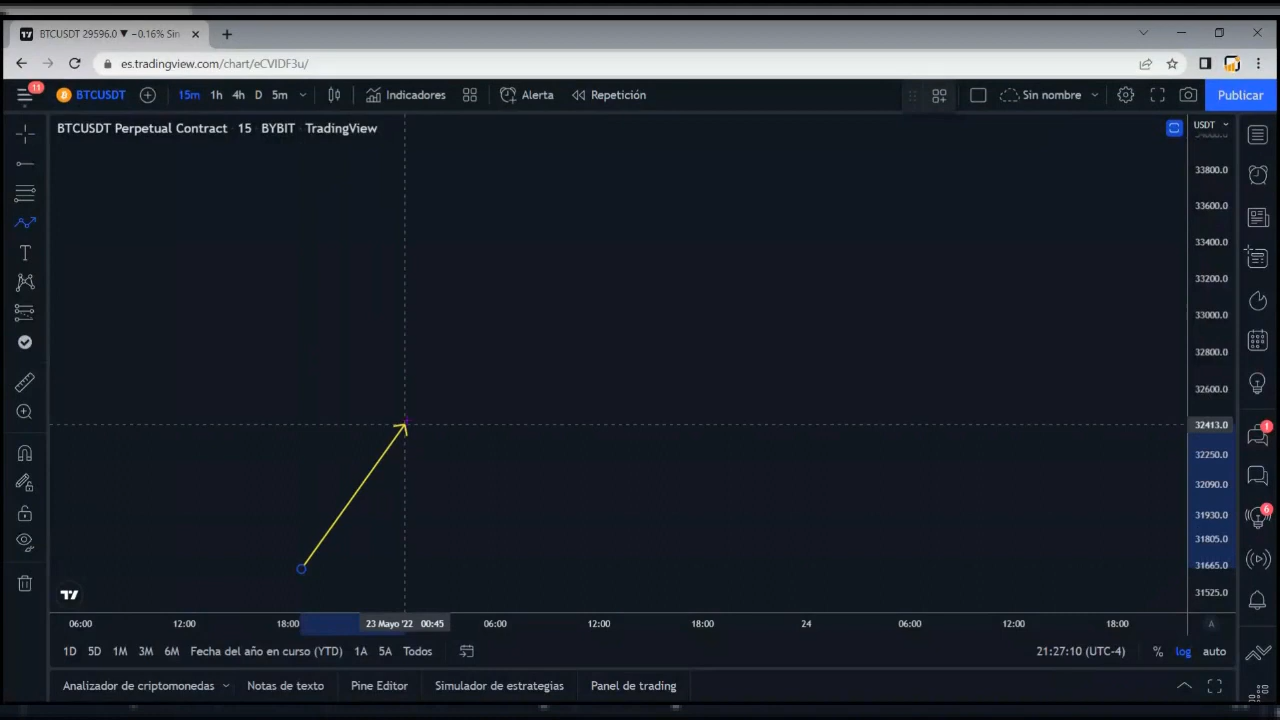 BTCUSDT 29596.0 ▼ −0.16% Sin
es.tradingview.com/chart/eCVIDF3u/
11
BTCUSDT 15m 1h 4h D 5m Indicadores Alerta Repetición Sin nombre Publicar
BTCUSDT Perpetual Contract 15 BYBIT TradingView
USDT
33800.0
33600.0
33400.0
33200.0
33000.0
32800.0
32600.0
32413.0
1
32250.0
32090.0
31930.0
6
31805.0
31665.0
31525.0
06:00 12:00 18:00 23 Mayo '22 00:45 06:00 12:00 18:00 24 06:00 12:00 18:00 A
1D 5D 1M 3M 6M Fecha del año en curso (YTD) 1A 5A Todos 21:27:10 (UTC-4) % log auto
Analizador de criptomonedas Notas de texto Pine Editor Simulador de estrategias Panel de trading